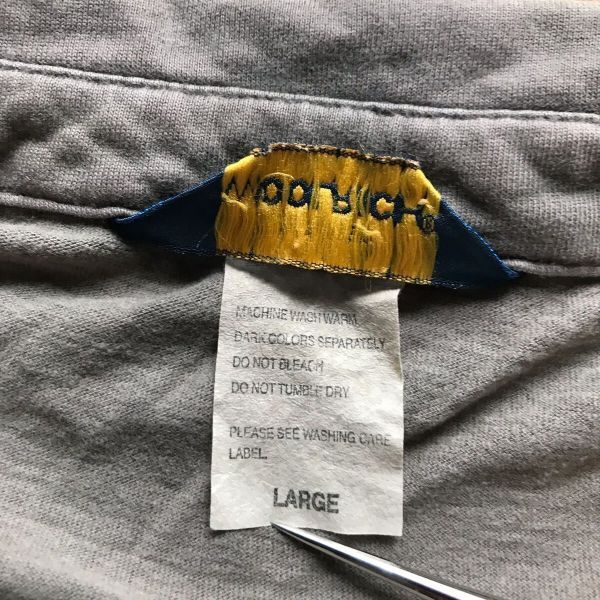 WOOLRICH®
MACHINE WASH WARM
DARK COLORS SEPARATELY
DO NOT BLEACH
DO NOT TUMBLE DRY
PLEASE SEE WASHING CARE
LABEL.
LARGE